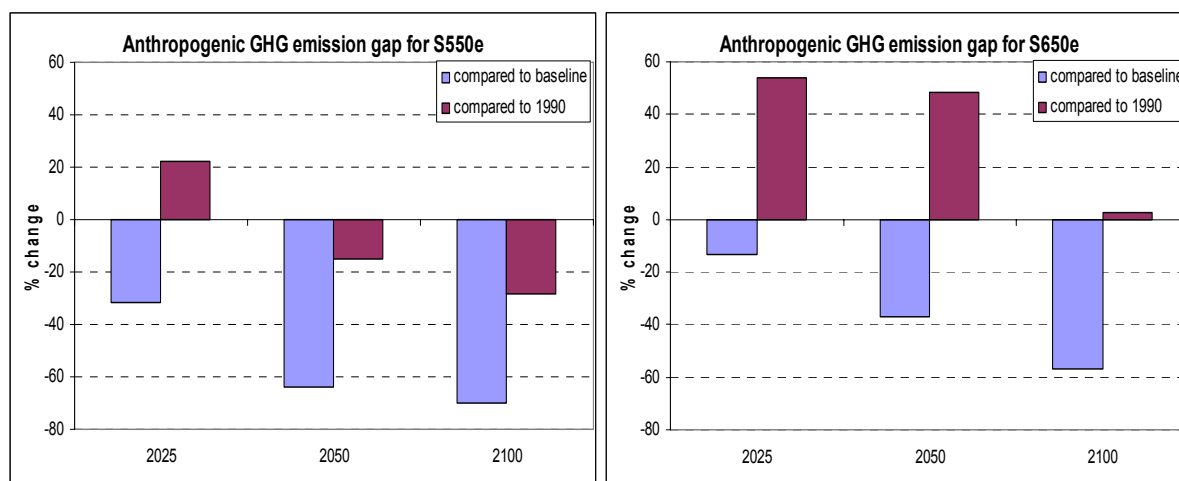 Anthropogenic GHG emission gap for S550e
compared to baseline
compared to 1990
% change
60
40
20
0
-20
-40
-60
-80
2025 2050 2100
Anthropogenic GHG emission gap for S650e
compared to baseline
compared to 1990
% change
60
40
20
0
-20
-40
-60
-80
2025 2050 2100